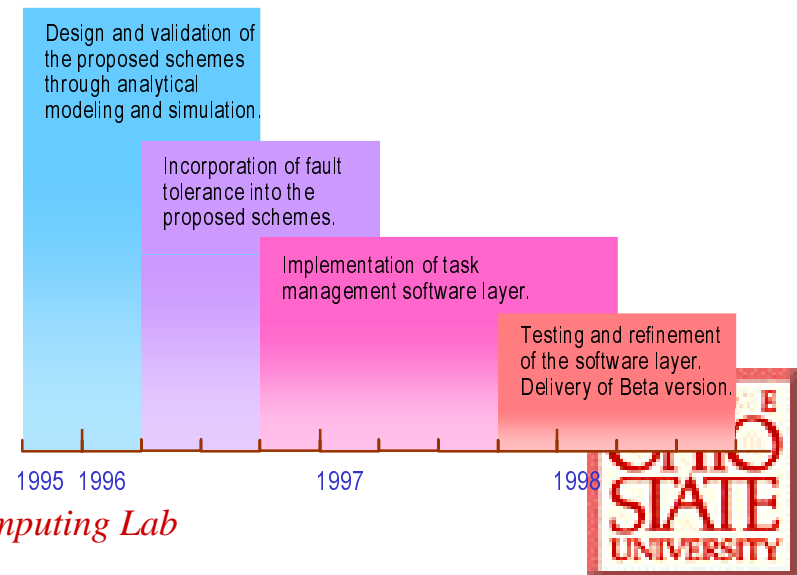 Design and validation of
the proposed schemes
through analytical
modeling and simulation.
Incorporation of fault
tolerance into the
proposed schemes.
Implementation of task
management software layer.
Testing and refinement
of the software layer.
Delivery of Beta version.
1995 1996 1997 1998
Computing Lab
E
OHIO
STATE
UNIVERSITY